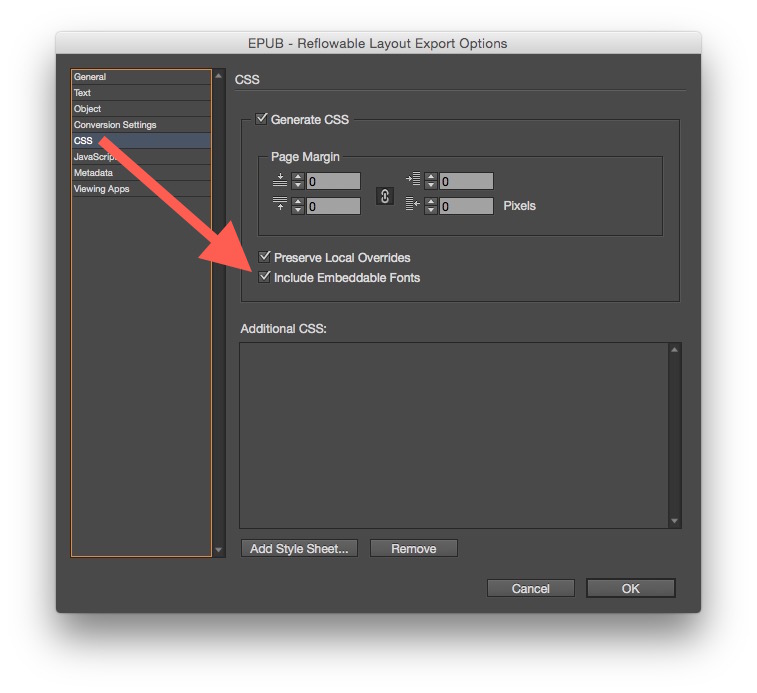 EPUB - Reflowable Layout Export Options
General
Text
Object
Conversion Settings
CSS
JavaScript
Metadata
Viewing Apps
CSS
Generate CSS
Page Margin
0 0
0 0 Pixels
Preserve Local Overrides
Include Embeddable Fonts
Additional CSS:
Add Style Sheet... Remove
Cancel OK